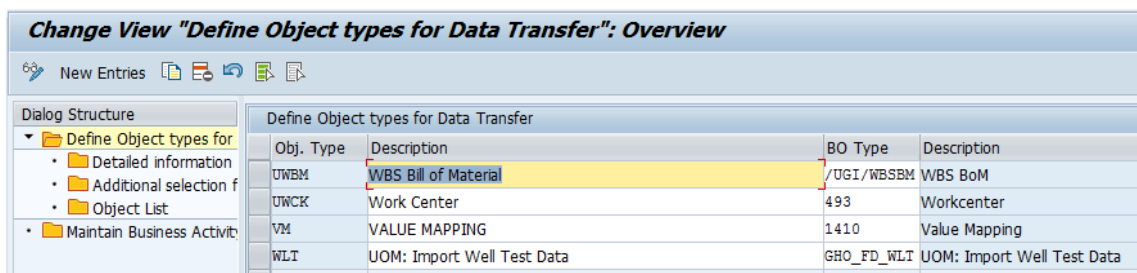 Change View "Define Object types for Data Transfer": Overview
New Entries
Dialog Structure
Define Object types for
Detailed information
Additional selection f
Object List
Maintain Business Activity
Define Object types for Data Transfer
Obj. Type Description BO Type Description
UWBM WBS Bill of Material /UGI/WBSBM WBS BoM
UWCK Work Center 493 Workcenter
VM VALUE MAPPING 1410 Value Mapping
WLT UOM: Import Well Test Data GHO_FD_WLT UOM: Import Well Test Data